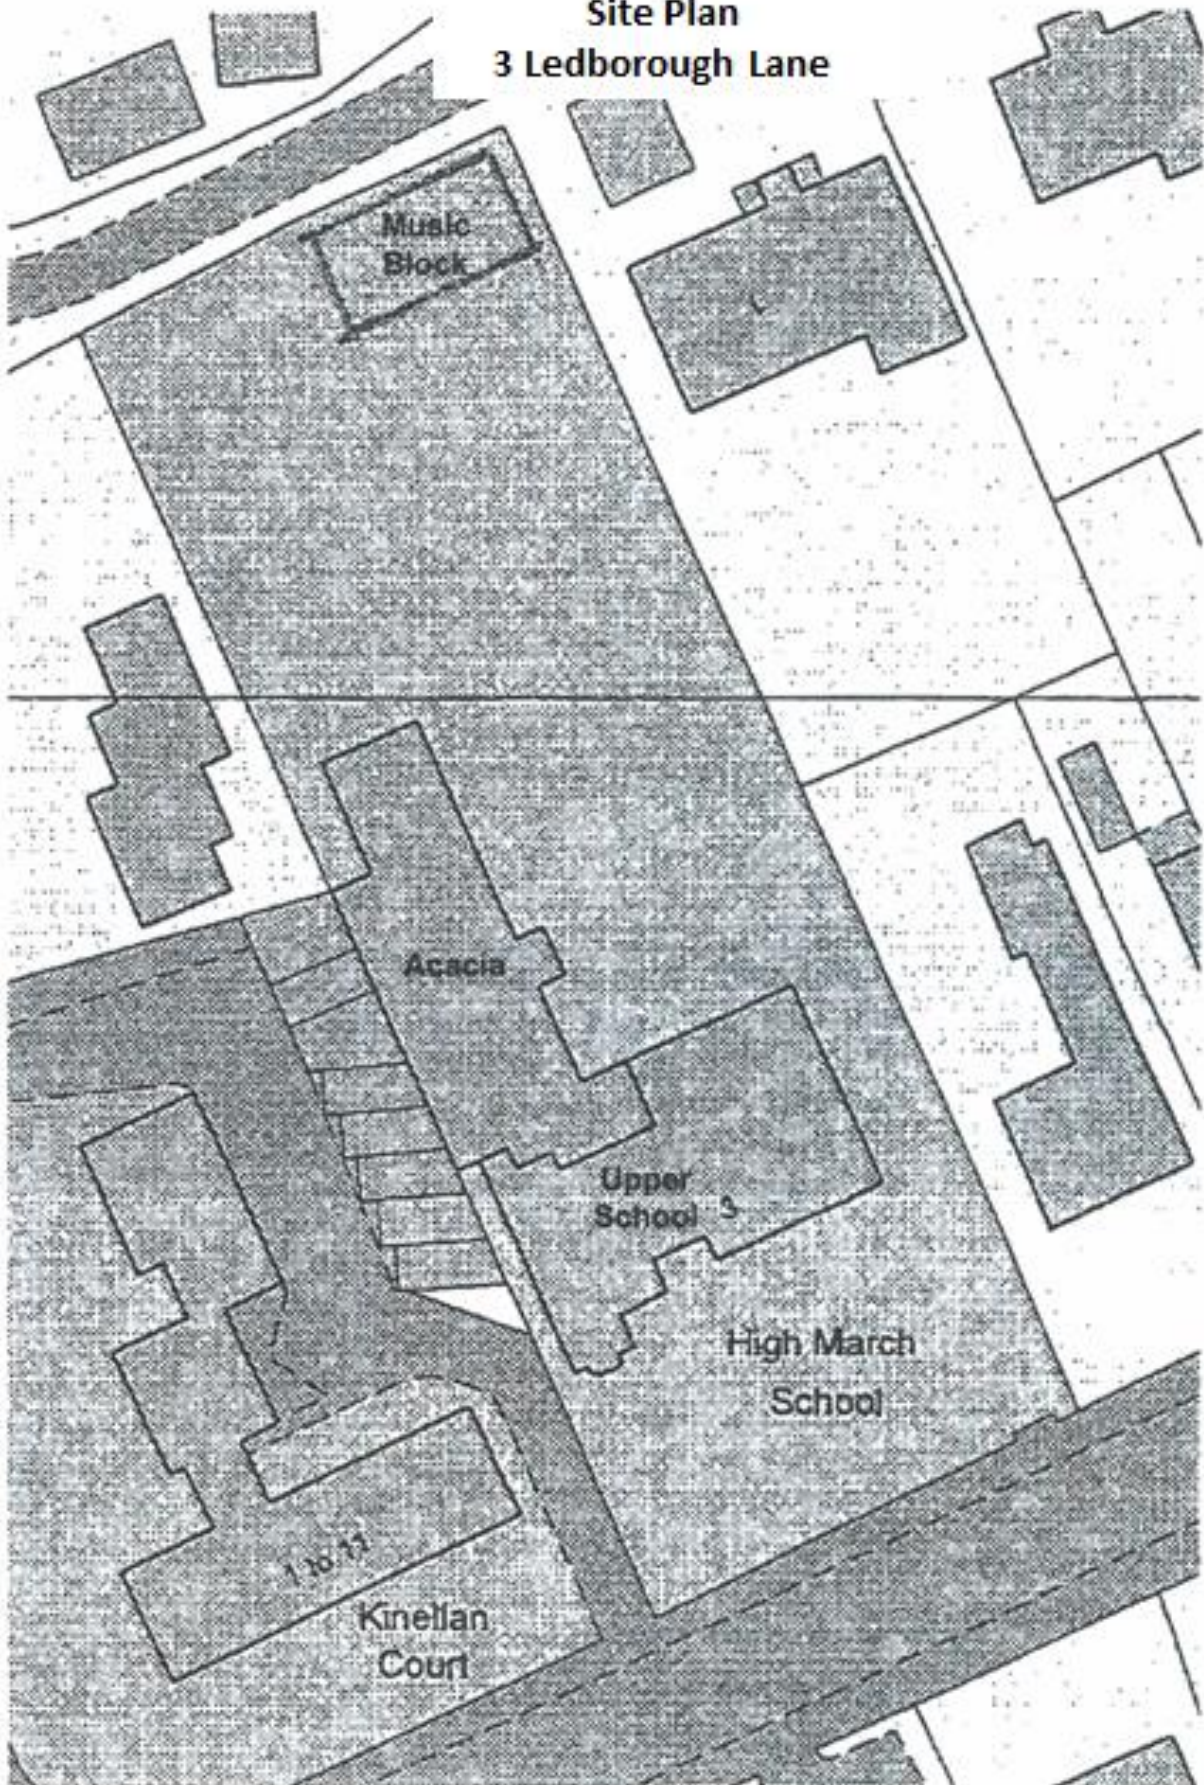 Site Plan
3 Ledborough Lane
Music
Block
Acacia
Upper
School 3
High March
School
1 to 11
Kinellan
Court